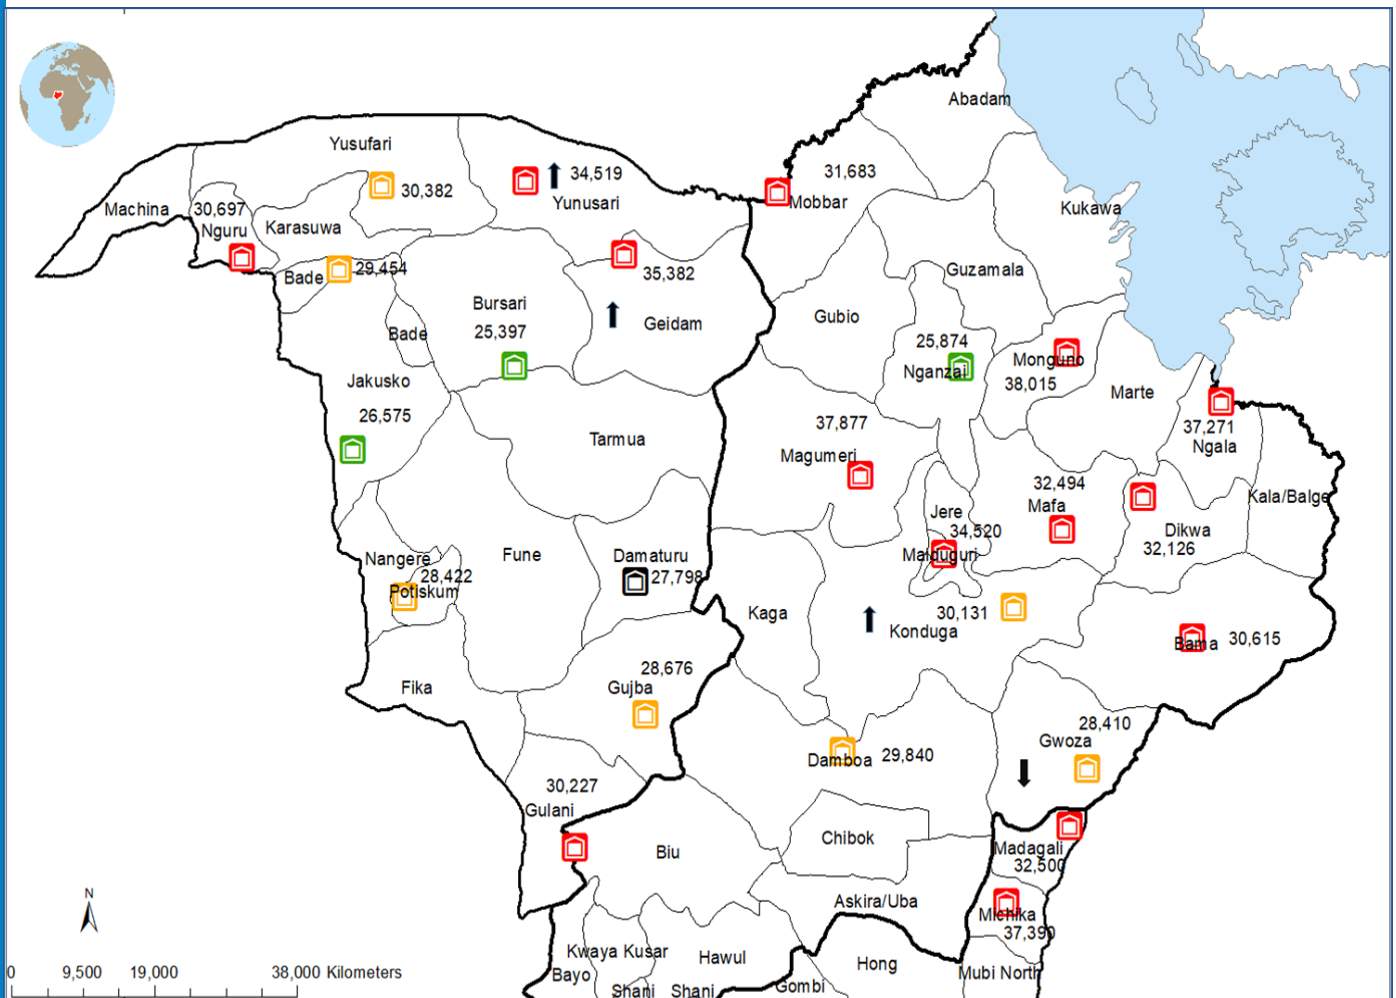 Abadam
Yusufari
31,683
34,519
30,382
Yunusari
Mobbar
Machina
30,697
Nguru
Karasuwa
Kukawa
Bade
29,454
35,382
Guzamala
Bursari
25,397
Geidam
Gubio
Bade
25,874
Nganzai
Monguno
38,015
Jakusko
26,575
Marte
37,877
37,271
Ngala
Tarmua
Magumeri
32,494
Mafa
Kala/Balge
Jere
34,520
Dikwa
32,126
Maiduguri
Nangere
28,422
Potiskum
Fune
Damaturu
27,798
Kaga
30,131
Konduga
Bama
30,615
28,676
Gujba
Fika
28,410
Gwoza
Damboa
29,840
30,227
Gulani
Biu
Chibok
Madagali
32,500
Askira/Uba
Michika
37,390
N
Kwaya Kusar
Hawul
Hong
Bayo
Mubi North
Shani
Shani
Gombi
0 9,500 19,000 38,000 Kilometers